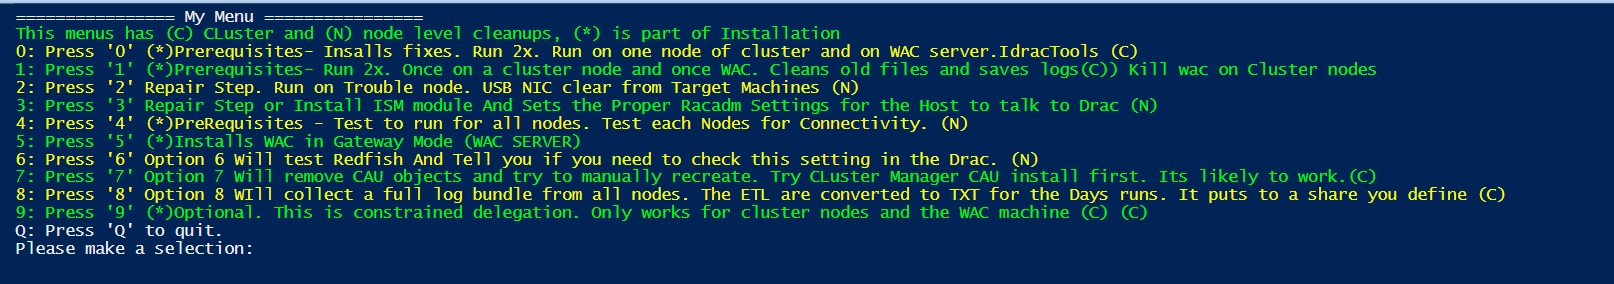 ================ My Menu ================
This menus has (C) CLuster and (N) node level cleanups, (*) is part of Installation
0: Press '0' (*)Prerequisites- Insalls fixes. Run 2x. Run on one node of cluster and on WAC server.IdracTools (C)
1: Press '1' (*)Prerequisites- Run 2x. Once on a cluster node and once WAC. Cleans old files and saves logs(C)) Kill wac on Cluster nodes
2: Press '2' Repair Step. Run on Trouble node. USB NIC clear from Target Machines (N)
3: Press '3' Repair Step or Install ISM module And Sets the Proper Racadm Settings for the Host to talk to Drac (N)
4: Press '4' (*)PreRequisites - Test to run for all nodes. Test each Nodes for Connectivity. (N)
5: Press '5' (*)Installs WAC in Gateway Mode (WAC SERVER)
6: Press '6' Option 6 Will test Redfish And Tell you if you need to check this setting in the Drac. (N)
7: Press '7' Option 7 Will remove CAU objects and try to manually recreate. Try CLuster Manager CAU install first. Its likely to work.(C)
8: Press '8' Option 8 WIll collect a full log bundle from all nodes. The ETL are converted to TXT for the Days runs. It puts to a share you define (C)
9: Press '9' (*)Optional. This is constrained delegation. Only works for cluster nodes and the WAC machine (C) (C)
Q: Press 'Q' to quit.
Please make a selection: